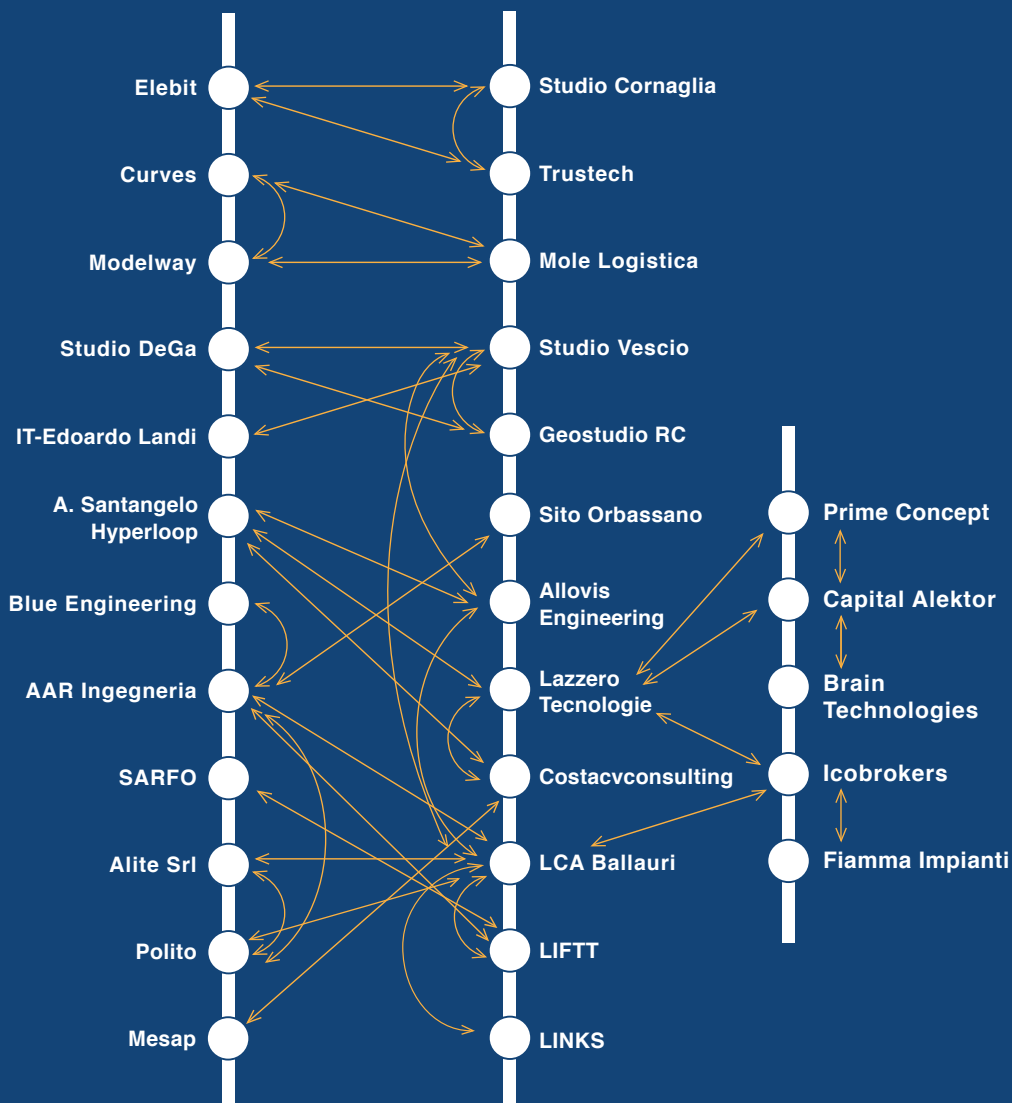 Elebit
Curves
Modelway
Studio DeGa
IT-Edoardo Landi
A. Santangelo
Hyperloop
Blue Engineering
AAR Ingegneria
SARFO
Alite Srl
Polito
Mesap
Studio Cornaglia
Trustech
Mole Logistica
Studio Vescio
Geostudio RC
Sito Orbassano
Allovis
Engineering
Lazzero
Tecnologie
Costacvconsulting
LCA Ballauri
LIFTT
LINKS
Prime Concept
Capital Alektor
Brain
Technologies
Icobrokers
Fiamma Impianti